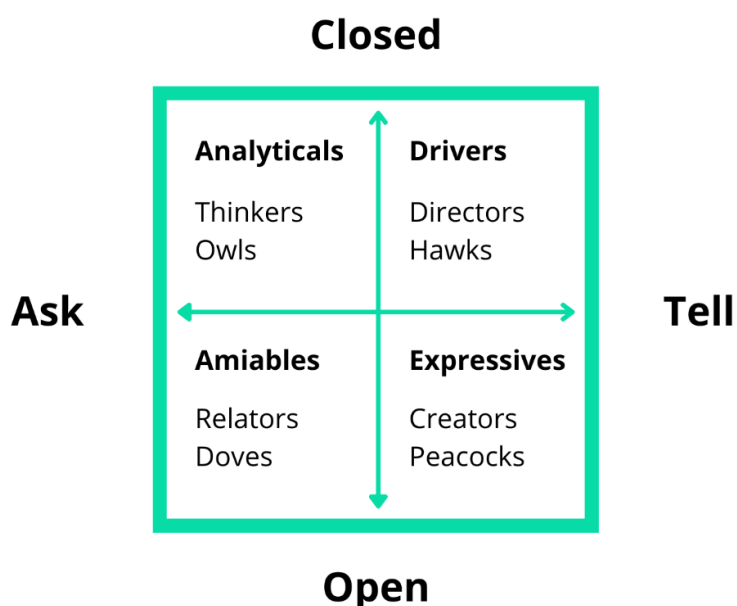 Closed
Analyticals
Thinkers
Owls
Drivers
Directors
Hawks
Ask
Tell
Amiables
Relators
Doves
Expressives
Creators
Peacocks
Open